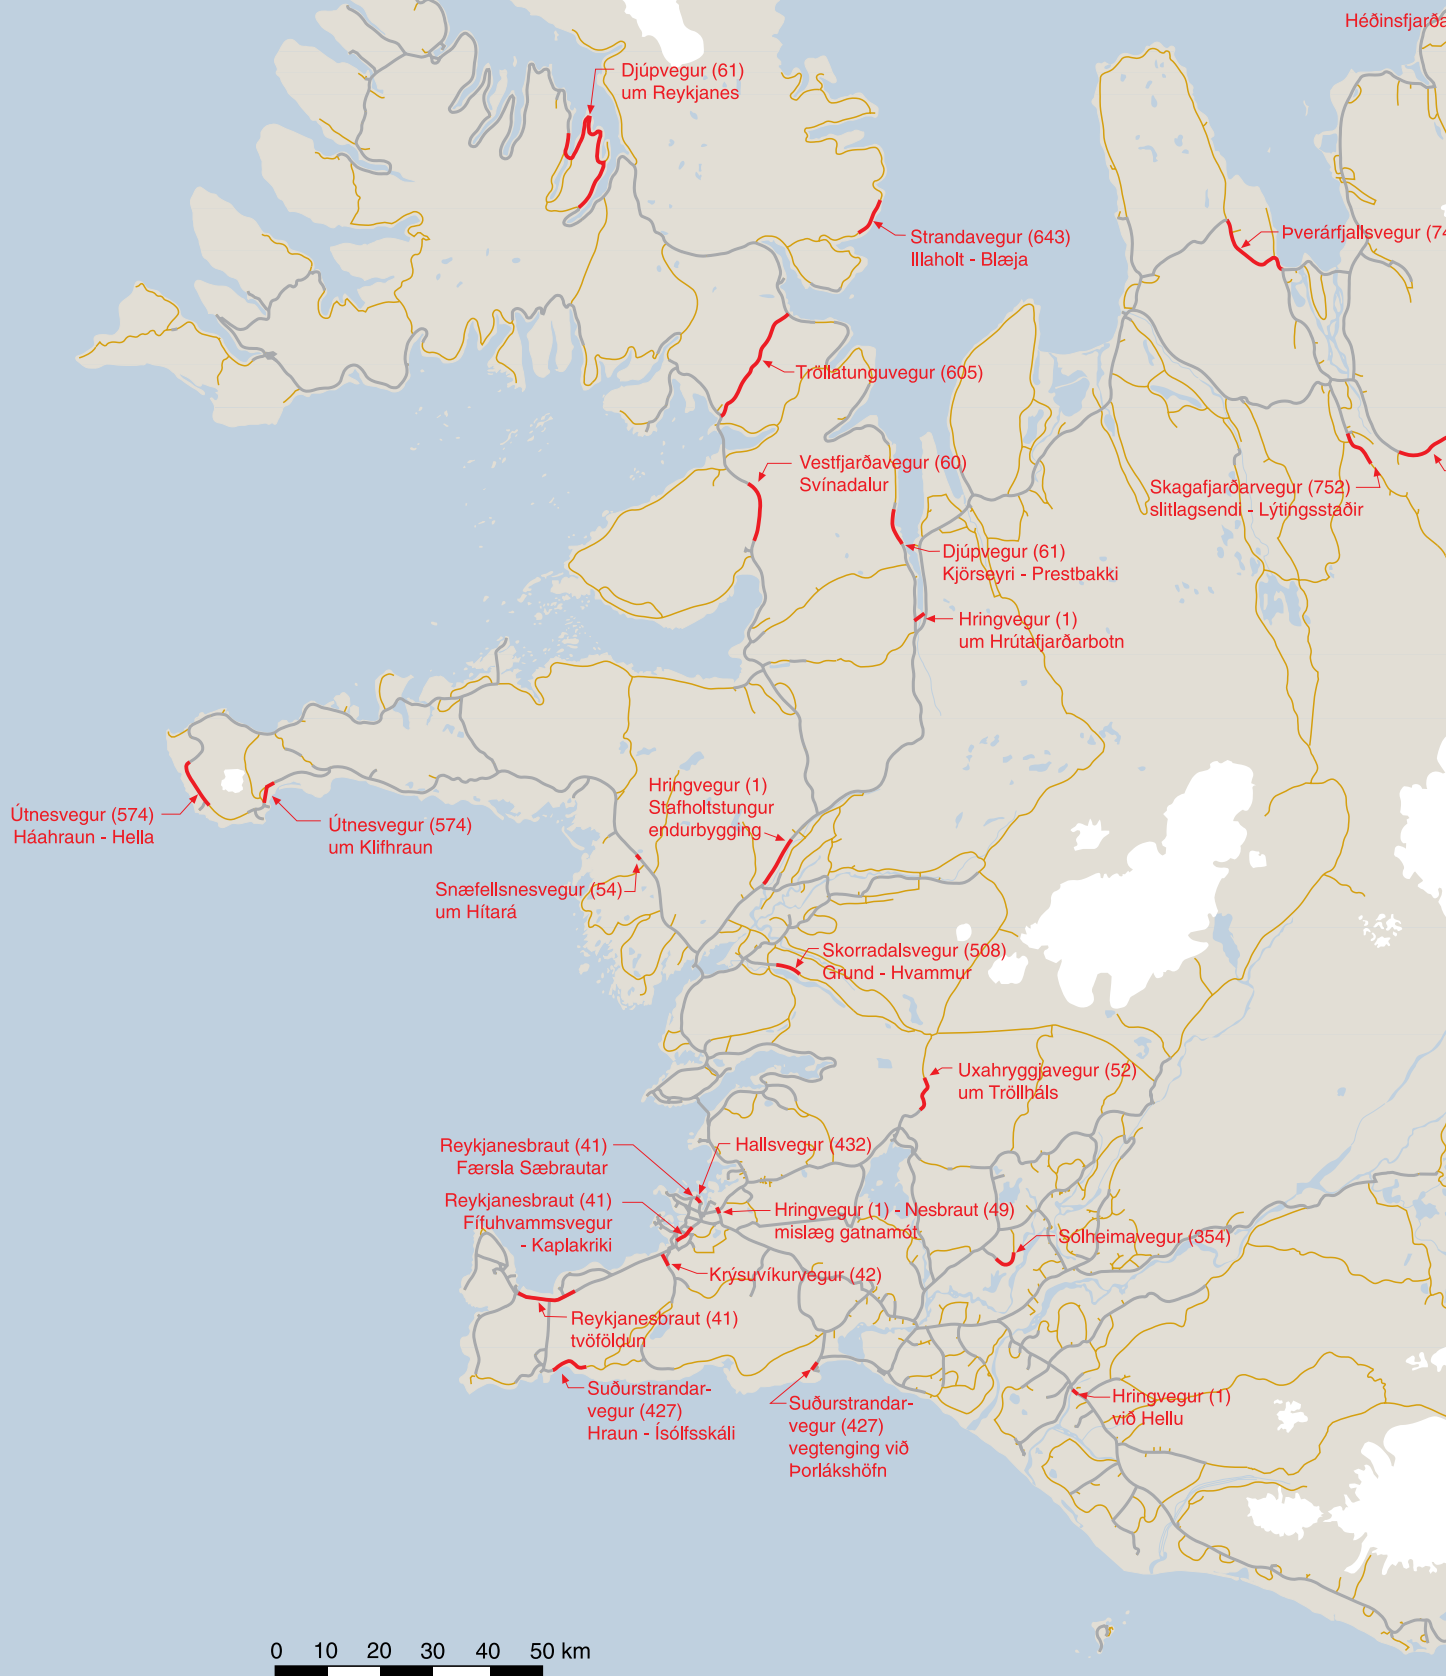 Héðinsfjarða
Djúpvegur (61)
um Reykjanes
Strandavegur (643)
Illaholt - Blæja
Þverárfjallsvegur (74
Tröllatunguvegur (605)
Vestfjarðavegur (60)
Svínadalur
Skagafjarðarvegur (752)
slitlagsendi - Lýtingsstaðir
Djúpvegur (61)
Kjörseyri - Prestbakki
Hringvegur (1)
um Hrútafjarðarbotn
Hringvegur (1)
Stafholtstungur
endurbygging
Útnesvegur (574)
Háahraun - Hella
Útnesvegur (574)
um Klifhraun
Snæfellsnesvegur (54)
um Hítará
Skorradalsvegur (508)
Grund - Hvammur
Uxahryggjavegur (52)
um Tröllháls
Reykjanesbraut (41)
Færsla Sæbrautar
Hallsvegur (432)
Reykjanesbraut (41)
Fífuhvammsvegur
- Kaplakriki
Hringvegur (1) - Nesbraut (49)
mislæg gatnamót
Sólheimavegur (354)
Krýsuvíkurvegur (42)
Reykjanesbraut (41)
tvöföldun
Suðurstrandar-
vegur (427)
Hraun - Ísólfsskáli
Suðurstrandar-
vegur (427)
vegtenging við
Þorlákshöfn
Hringvegur (1)
við Hellu
0 10 20 30 40 50 km